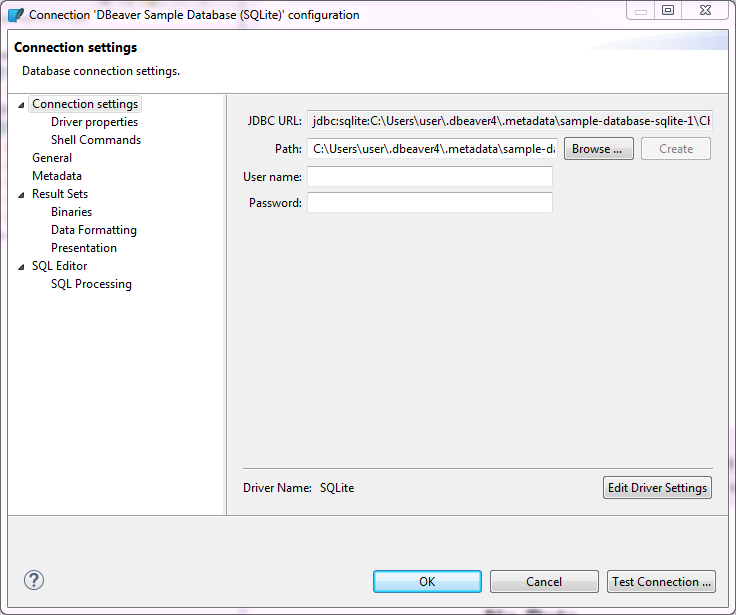 Connection 'DBeaver Sample Database (SQLite)' configuration
Connection settings
Database connection settings.
Connection settings
Driver properties
Shell Commands
General
Metadata
Result Sets
Binaries
Data Formatting
Presentation
SQL Editor
SQL Processing
JDBC URL: jdbc:sqlite:C:\Users\user\.dbeaver4\.metadata\sample-database-sqlite-1\Cl
Path: C:\Users\user\.dbeaver4\.metadata\sample-da Browse ... Create
User name:
Password:
Driver Name: SQLite Edit Driver Settings
? OK Cancel Test Connection ...